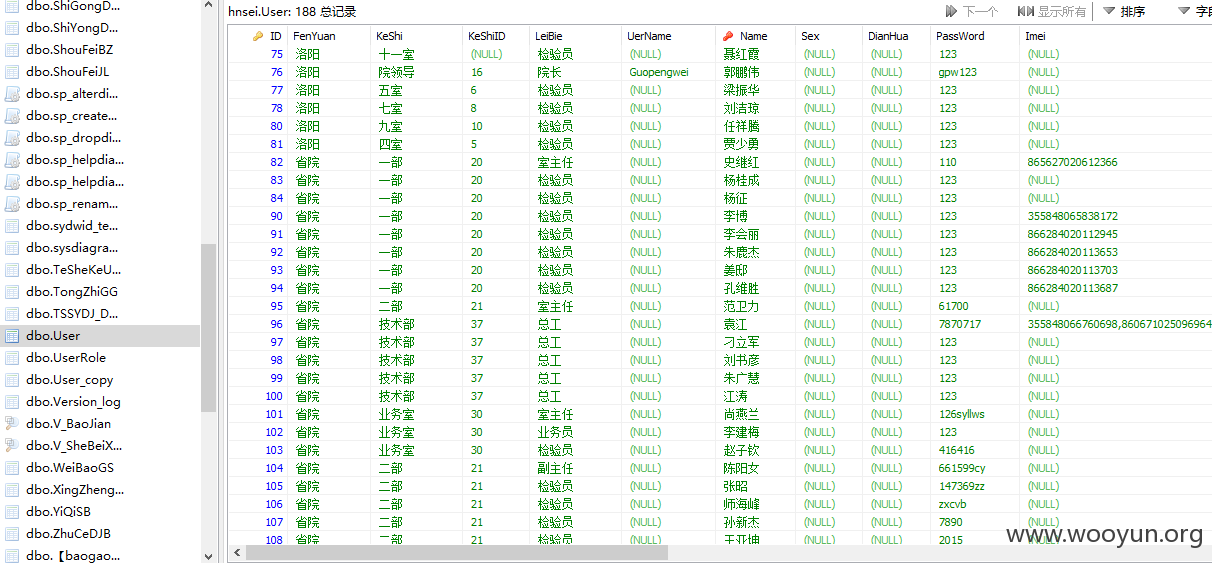 dbo.ShiGongD...
dbo.ShiYongD...
dbo.ShouFeiBZ
dbo.ShouFeiJL
dbo.sp_alterdi...
dbo.sp_create...
dbo.sp_dropdi...
dbo.sp_helpdia...
dbo.sp_helpdia...
dbo.sp_renam...
dbo.sydwid_te...
dbo.sysdiagra...
dbo.TeSheKeU...
dbo.TongZhiGG
dbo.TSSYDJ_D...
dbo.User
dbo.UserRole
dbo.User_copy
dbo.Version_log
dbo.V_BaoJian
dbo.V_SheBeiX...
dbo.WeiBaoGS
dbo.XingZheng...
dbo.YiQiSB
dbo.ZhuCeDJB
dbo.【baogao...
hnsei.User: 188 总记录 下一个 显示所有 排序 字
ID FenYuan KeShi KeShiID LeiBie UerName Name Sex DianHua PassWord Imei
75 洛阳 十一室 (NULL) 检验员 (NULL) 聂红霞 (NULL) (NULL) 123 (NULL)
76 洛阳 院领导 16 院长 Guopengwei 郭鹏伟 (NULL) (NULL) gpw123 (NULL)
77 洛阳 五室 6 检验员 (NULL) 梁振华 (NULL) (NULL) 123 (NULL)
78 洛阳 七室 8 检验员 (NULL) 刘洁琼 (NULL) (NULL) 123 (NULL)
80 洛阳 九室 10 检验员 (NULL) 任祥腾 (NULL) (NULL) 123 (NULL)
81 洛阳 四室 5 检验员 (NULL) 贾少勇 (NULL) (NULL) 123 (NULL)
82 省院 一部 20 室主任 (NULL) 史继红 (NULL) (NULL) 110 865627020612366
83 省院 一部 20 检验员 (NULL) 杨桂成 (NULL) (NULL) 123 (NULL)
84 省院 一部 20 检验员 (NULL) 杨征 (NULL) (NULL) 123 (NULL)
90 省院 一部 20 检验员 (NULL) 李博 (NULL) (NULL) 123 355848065838172
91 省院 一部 20 检验员 (NULL) 李会丽 (NULL) (NULL) 123 866284020112945
92 省院 一部 20 检验员 (NULL) 朱鹿杰 (NULL) (NULL) 123 866284020113653
93 省院 一部 20 检验员 (NULL) 姜邸 (NULL) (NULL) 123 866284020113703
94 省院 一部 20 检验员 (NULL) 孔维胜 (NULL) (NULL) 123 866284020113687
95 省院 二部 21 室主任 (NULL) 范卫力 (NULL) (NULL) 61700 (NULL)
96 省院 技术部 37 总工 (NULL) 袁江 (NULL) (NULL) 7870717 355848066760698,860671025096964
97 省院 技术部 37 总工 (NULL) 刁立军 (NULL) (NULL) 123 (NULL)
98 省院 技术部 37 总工 (NULL) 刘书彦 (NULL) (NULL) 123 (NULL)
99 省院 技术部 37 总工 (NULL) 朱广慧 (NULL) (NULL) 123 (NULL)
100 省院 技术部 37 总工 (NULL) 江涛 (NULL) (NULL) 123 (NULL)
101 省院 业务室 30 室主任 (NULL) 尚燕兰 (NULL) (NULL) 126syllws (NULL)
102 省院 业务室 30 业务员 (NULL) 李建梅 (NULL) (NULL) 123 (NULL)
103 省院 业务室 30 检验员 (NULL) 赵子钦 (NULL) (NULL) 416416 (NULL)
104 省院 二部 21 副主任 (NULL) 陈阳女 (NULL) (NULL) 661599cy (NULL)
105 省院 二部 21 检验员 (NULL) 张昭 (NULL) (NULL) 147369zz (NULL)
106 省院 二部 21 检验员 (NULL) 师海峰 (NULL) (NULL) zxcvb (NULL)
107 省院 二部 21 检验员 (NULL) 孙新杰 (NULL) (NULL) 7890 (NULL)
108 省院 二部 21 检验员 (NULL) 王亚坤 (NULL) (NULL) 2015 (NULL)
www.wooyun.org